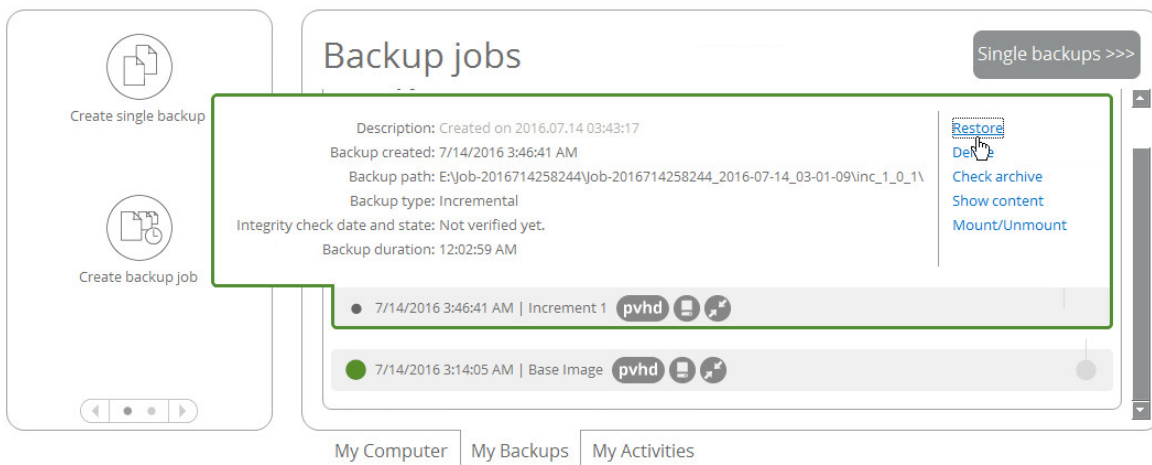 Create single backup
Create backup job
Backup jobs
Single backups >>>
Description: Created on 2016.07.14 03:43:17
Backup created: 7/14/2016 3:46:41 AM
Backup path: E:\Job-2016714258244\Job-2016714258244_2016-07-14_03-01-09\inc_1_0_1\
Backup type: Incremental
Integrity check date and state: Not verified yet.
Backup duration: 12:02:59 AM
Restore
Check archive
Show content
Mount/Unmount
7/14/2016 3:46:41 AM | Increment 1 pvhd
7/14/2016 3:14:05 AM | Base Image pvhd
My Computer My Backups My Activities